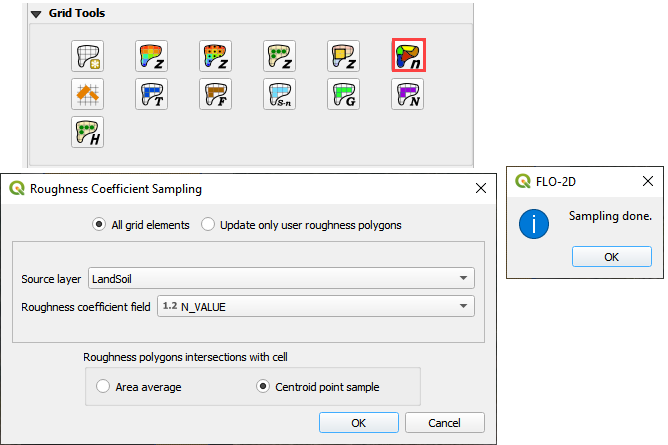 Grid Tools
Z
Z
Z
Z
n
T
F
S-n
G
N
H
Roughness Coefficient Sampling
All grid elements
Update only user roughness polygons
Source layer
LandSoil
Roughness coefficient field
1.2 N_VALUE
Roughness polygons intersections with cell
Area average
Centroid point sample
OK
Cancel
FLO-2D
Sampling done.
OK